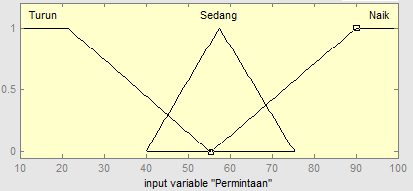 Turun Sedang Naik
1
0.5
0
10 20 30 40 50 60 70 80 90 100
input variable "Permintaan"